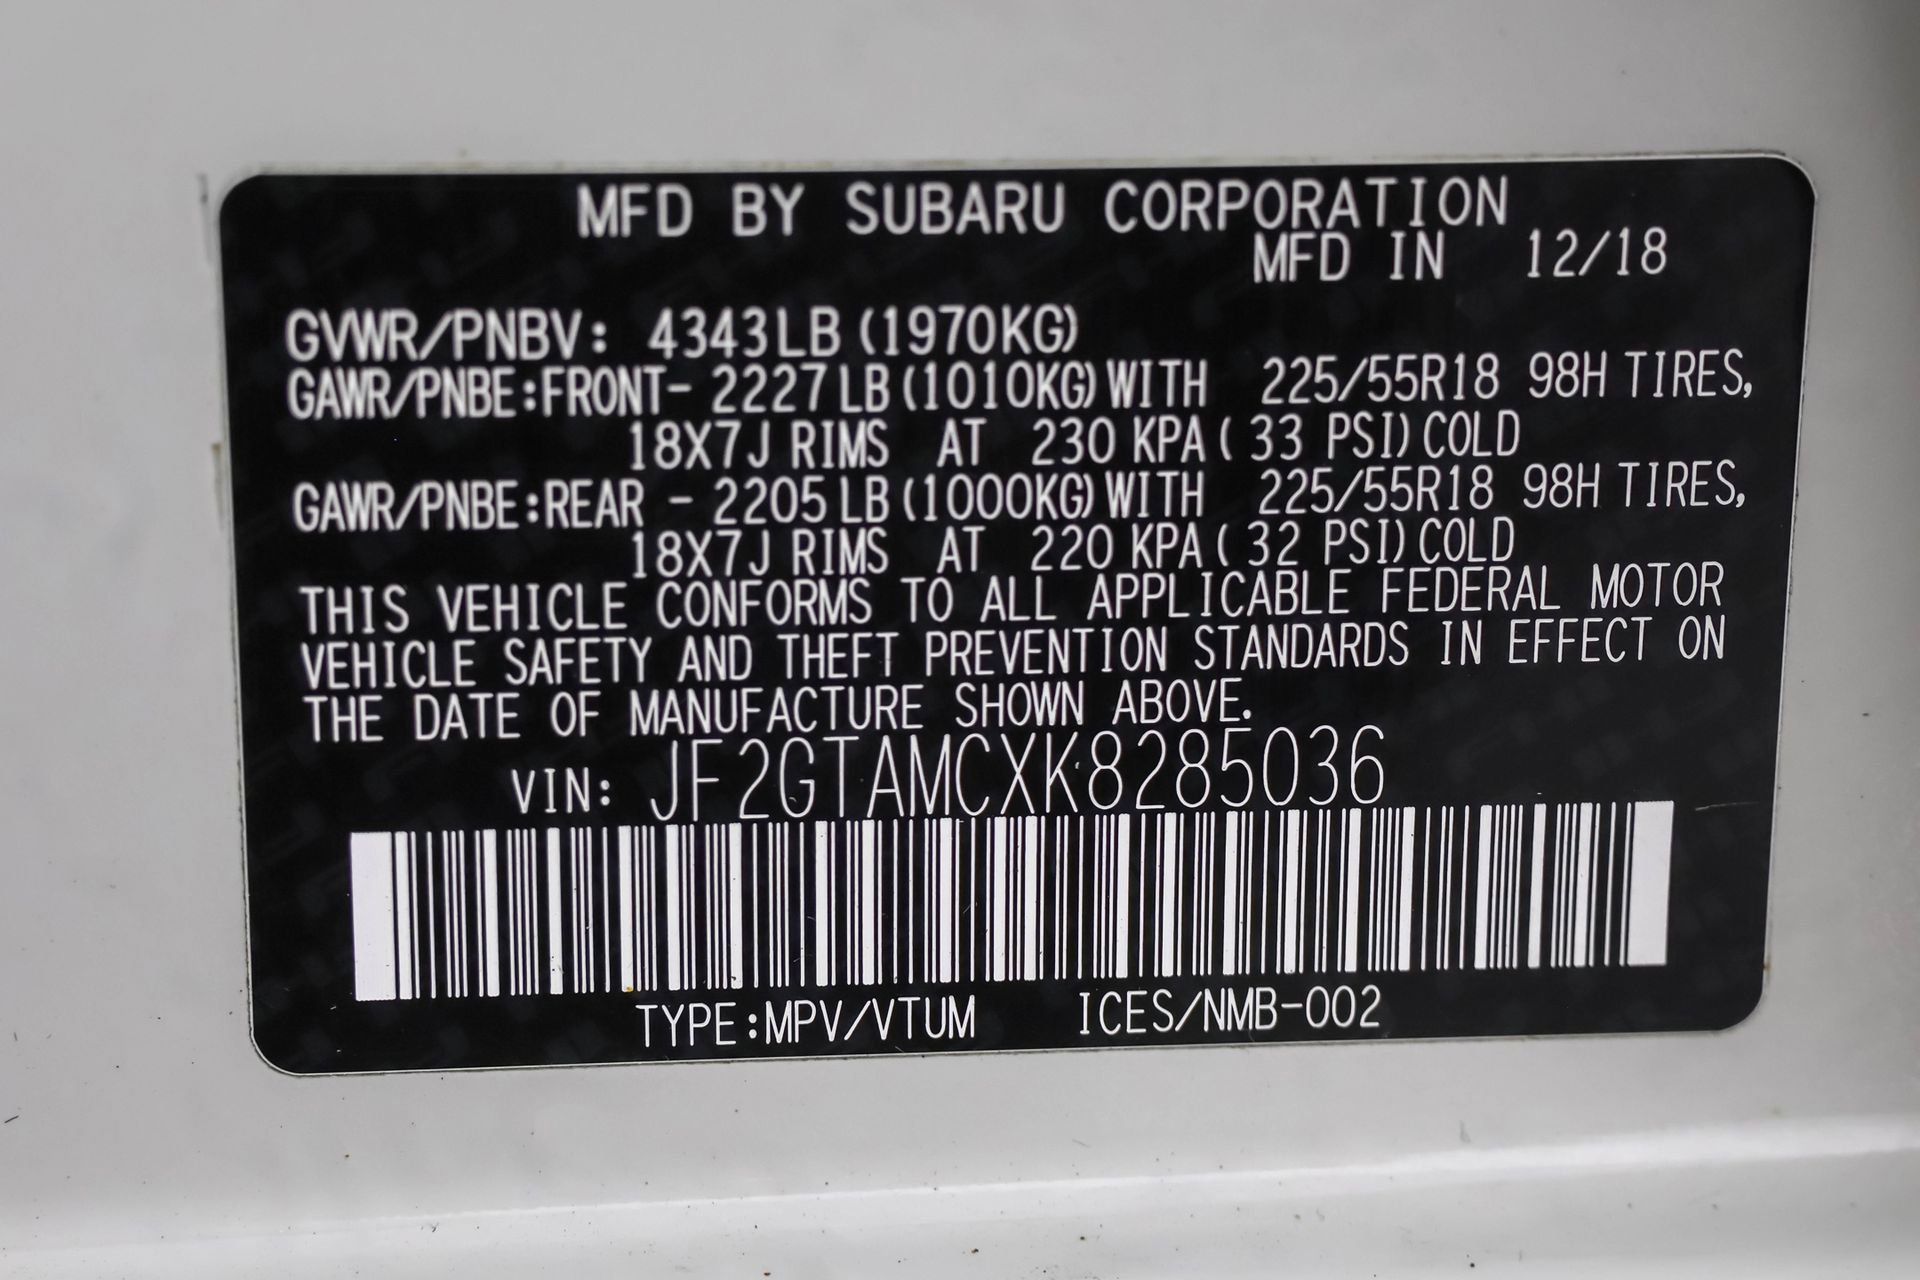 MFD BY SUBARU CORPORATION
MFD IN 12/18
GVWR/PNBV: 4343LB (1970KG)
GAWR/PNBE:FRONT- 2227LB (1010KG) WITH 225/55R18 98H TIRES,
18X7J RIMS AT 230 KPA ( 33 PSI) COLD
GAWR/PNBE:REAR - 2205LB (1000KG) WITH 225/55R18 98H TIRES,
18X7J RIMS AT 220 KPA ( 32 PSI) COLD
THIS VEHICLE CONFORMS TO ALL APPLICABLE FEDERAL MOTOR
VEHICLE SAFETY AND THEFT PREVENTION STANDARDS IN EFFECT ON
THE DATE OF MANUFACTURE SHOWN ABOVE.
VIN: JF2GTAMCXK8285036
TYPE:MPV/VTUM ICES/NMB-002